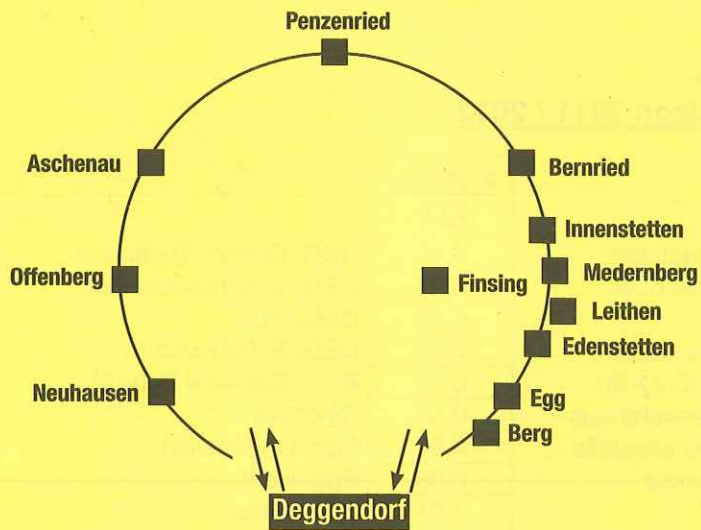 Penzenried
Aschenau
Bernried
Innenstetten
Offenberg
Finsing
Medernberg
Leithen
Edenstetten
Neuhausen
Egg
Berg
Deggendorf